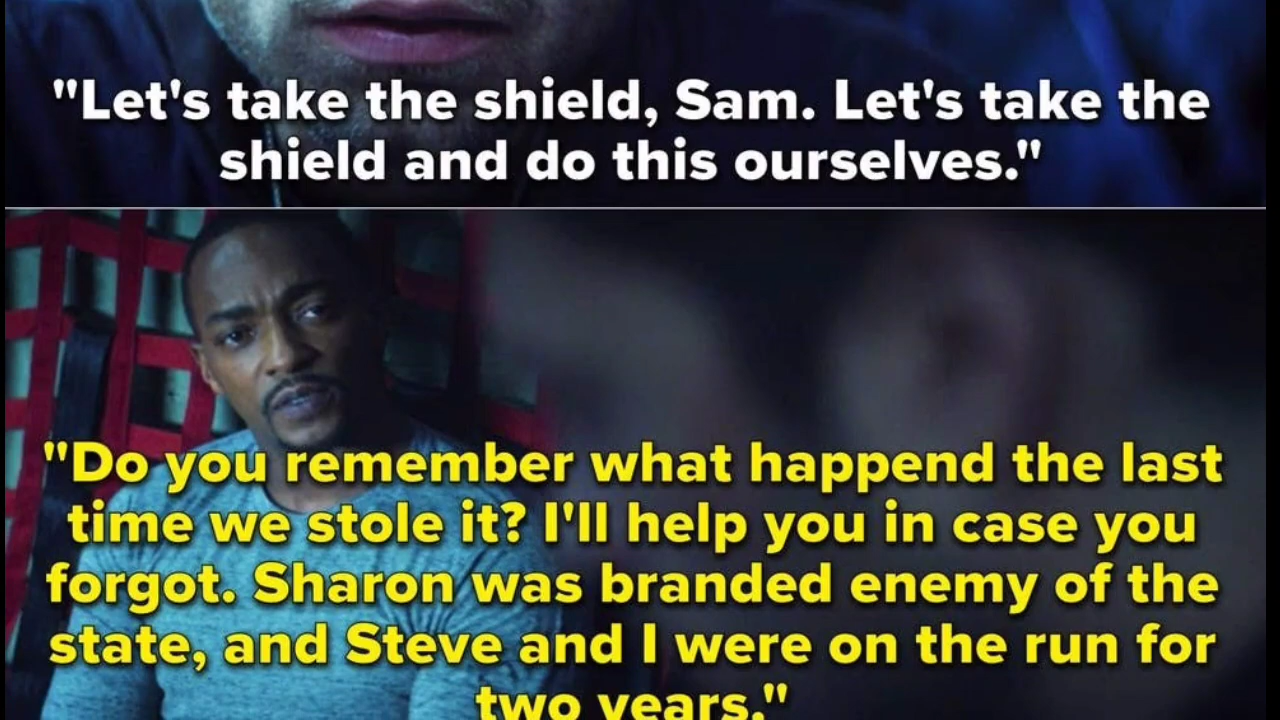 "Let's take the shield, Sam. Let's take the
shield and do this ourselves."
"Do you remember what happend the last
time we stole it? I'll help you in case you
forgot. Sharon was branded enemy of the
state, and Steve and I were on the run for
two years."